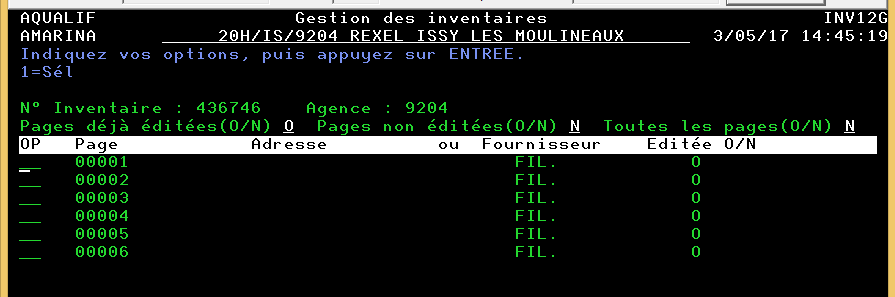 AQUALIF Gestion des inventaires INV12G
AMARINA 20H/IS/9204 REXEL ISSY LES MOULINEAUX 3/05/17 14:45:19
Indiquez vos options, puis appuyez sur ENTREE.
1=Sél
N° Inventaire : 436746 Agence : 9204
Pages déjà éditées(O/N) O Pages non éditées(O/N) N Toutes les pages(O/N) N
OP Page Adresse ou Fournisseur Editée O/N
__ 00001 FIL. O
__ 00002 FIL. O
__ 00003 FIL. O
__ 00004 FIL. O
__ 00005 FIL. O
__ 00006 FIL. O